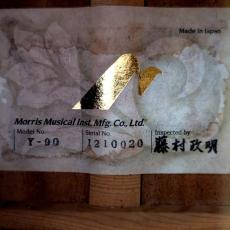 Made in Japan
Morris Musical Inst. Mfg. Co., Ltd.
Model No. Serial No. Inspected by
Y-90 1210020 藤村政明